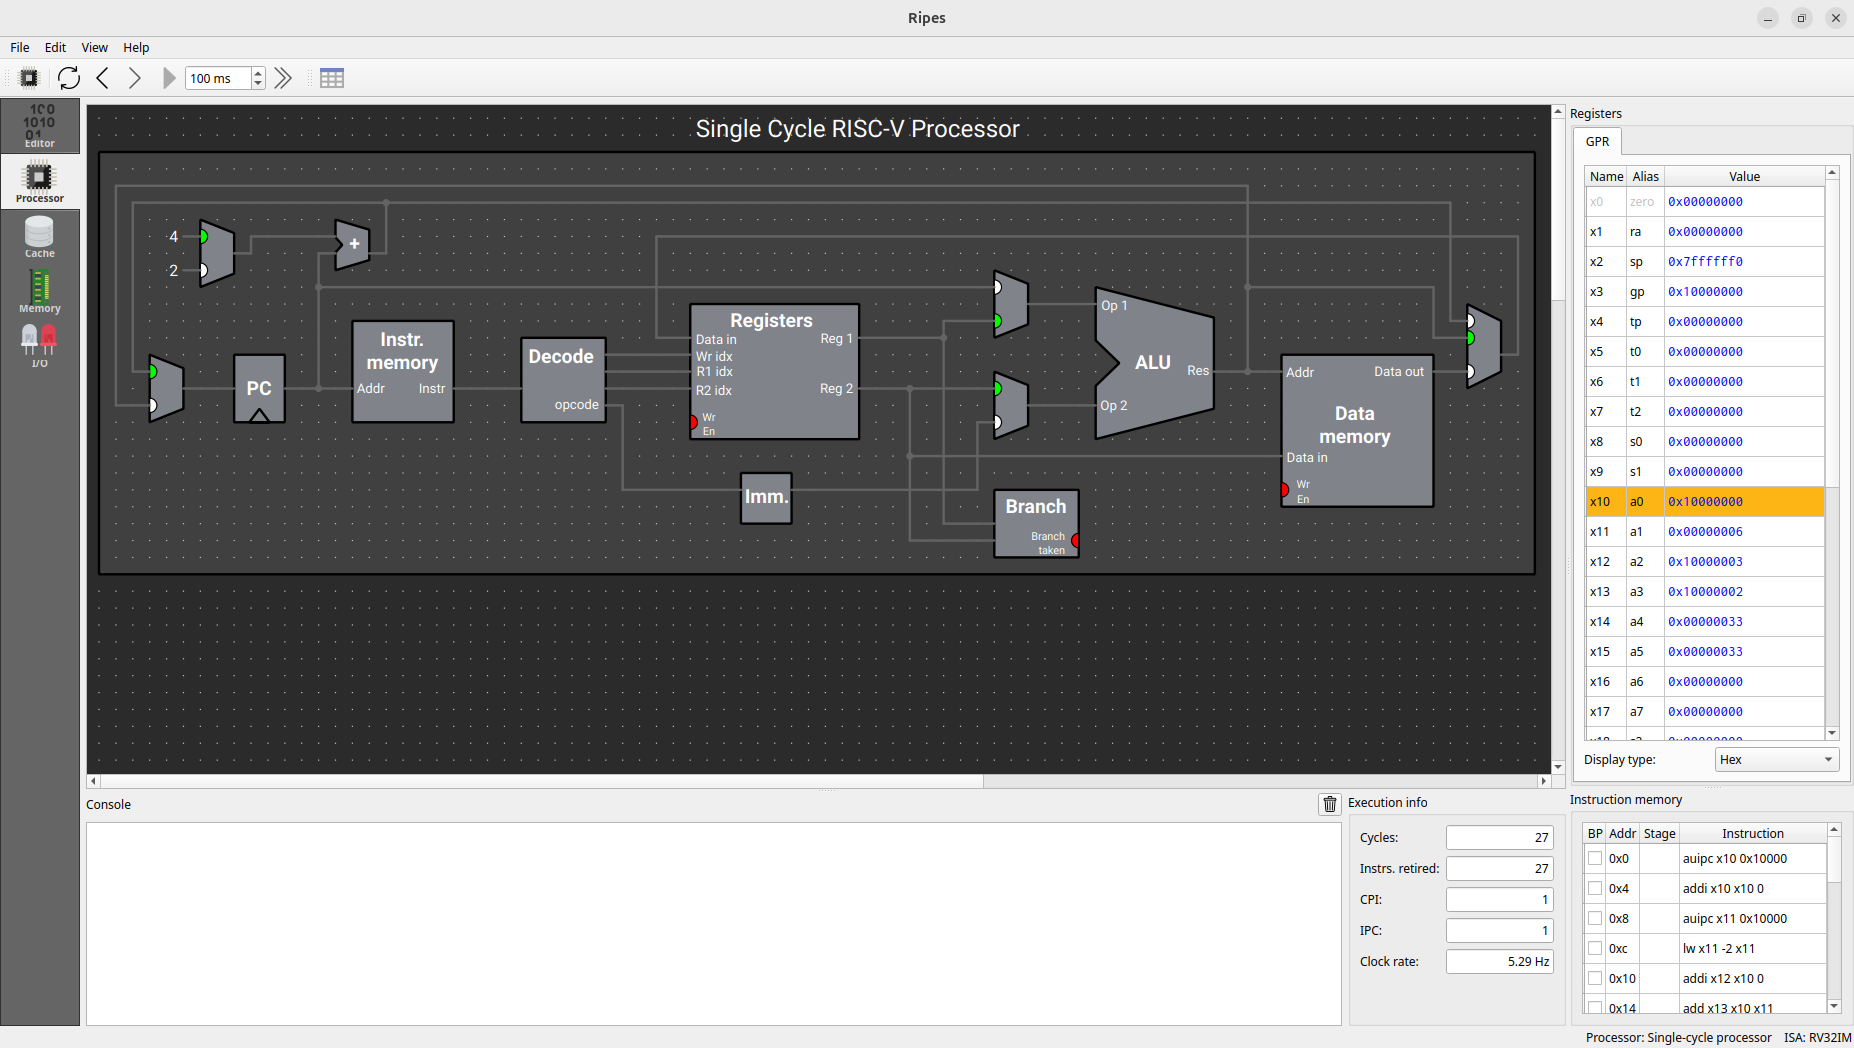 Ripes
File Edit View Help
100 ms
100
1010
01
Editor
Processor
Cache
Memory
I/O
Single Cycle RISC-V Processor
4
2
+
PC
Instr.
memory
Addr Instr
Decode
opcode
Registers
Data in Reg 1
Wr idx
R1 idx
R2 idx Reg 2
Wr
En
Imm.
Op 1
ALU
Res
Op 2
Branch
Branch
taken
Addr Data out
Data
memory
Data in
Wr
En
Registers
GPR
Name Alias Value
x0 zero 0x00000000
x1 ra 0x00000000
x2 sp 0x7ffffff0
x3 gp 0x10000000
x4 tp 0x00000000
x5 t0 0x00000000
x6 t1 0x00000000
x7 t2 0x00000000
x8 s0 0x00000000
x9 s1 0x00000000
x10 a0 0x10000000
x11 a1 0x00000006
x12 a2 0x10000003
x13 a3 0x10000002
x14 a4 0x00000033
x15 a5 0x00000033
x16 a6 0x00000000
x17 a7 0x00000000
Display type: Hex
Console
Execution info
Cycles: 27
Instrs. retired: 27
CPI: 1
IPC: 1
Clock rate: 5.29 Hz
Instruction memory
BP Addr Stage Instruction
0x0 auipc x10 0x10000
0x4 addi x10 x10 0
0x8 auipc x11 0x10000
0xc lw x11 -2 x11
0x10 addi x12 x10 0
0x14 add x13 x10 x11
Processor: Single-cycle processor ISA: RV32IM